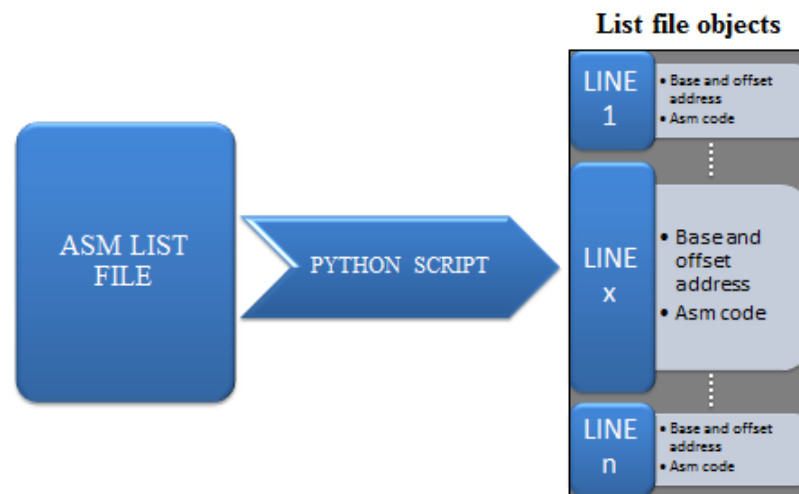 List file objects
ASM LIST
FILE
PYTHON SCRIPT
LINE
1
• Base and offset
address
• Asm code
LINE
x
• Base and
offset
address
• Asm code
LINE
n
• Base and offset
address
• Asm code